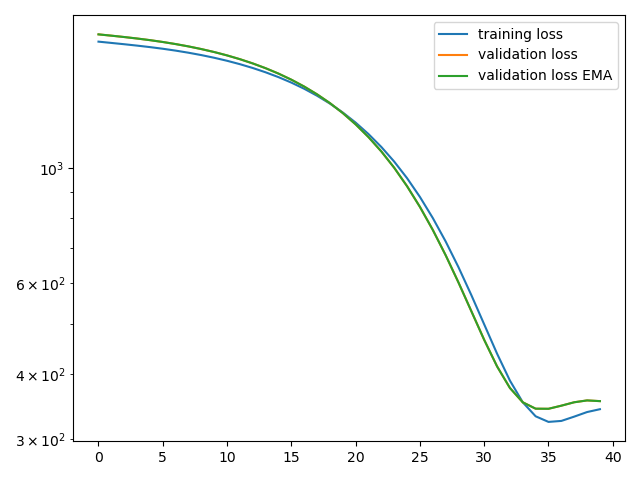 training loss
validation loss
validation loss EMA
10³
6 × 10²
4 × 10²
3 × 10²
0 5 10 15 20 25 30 35 40